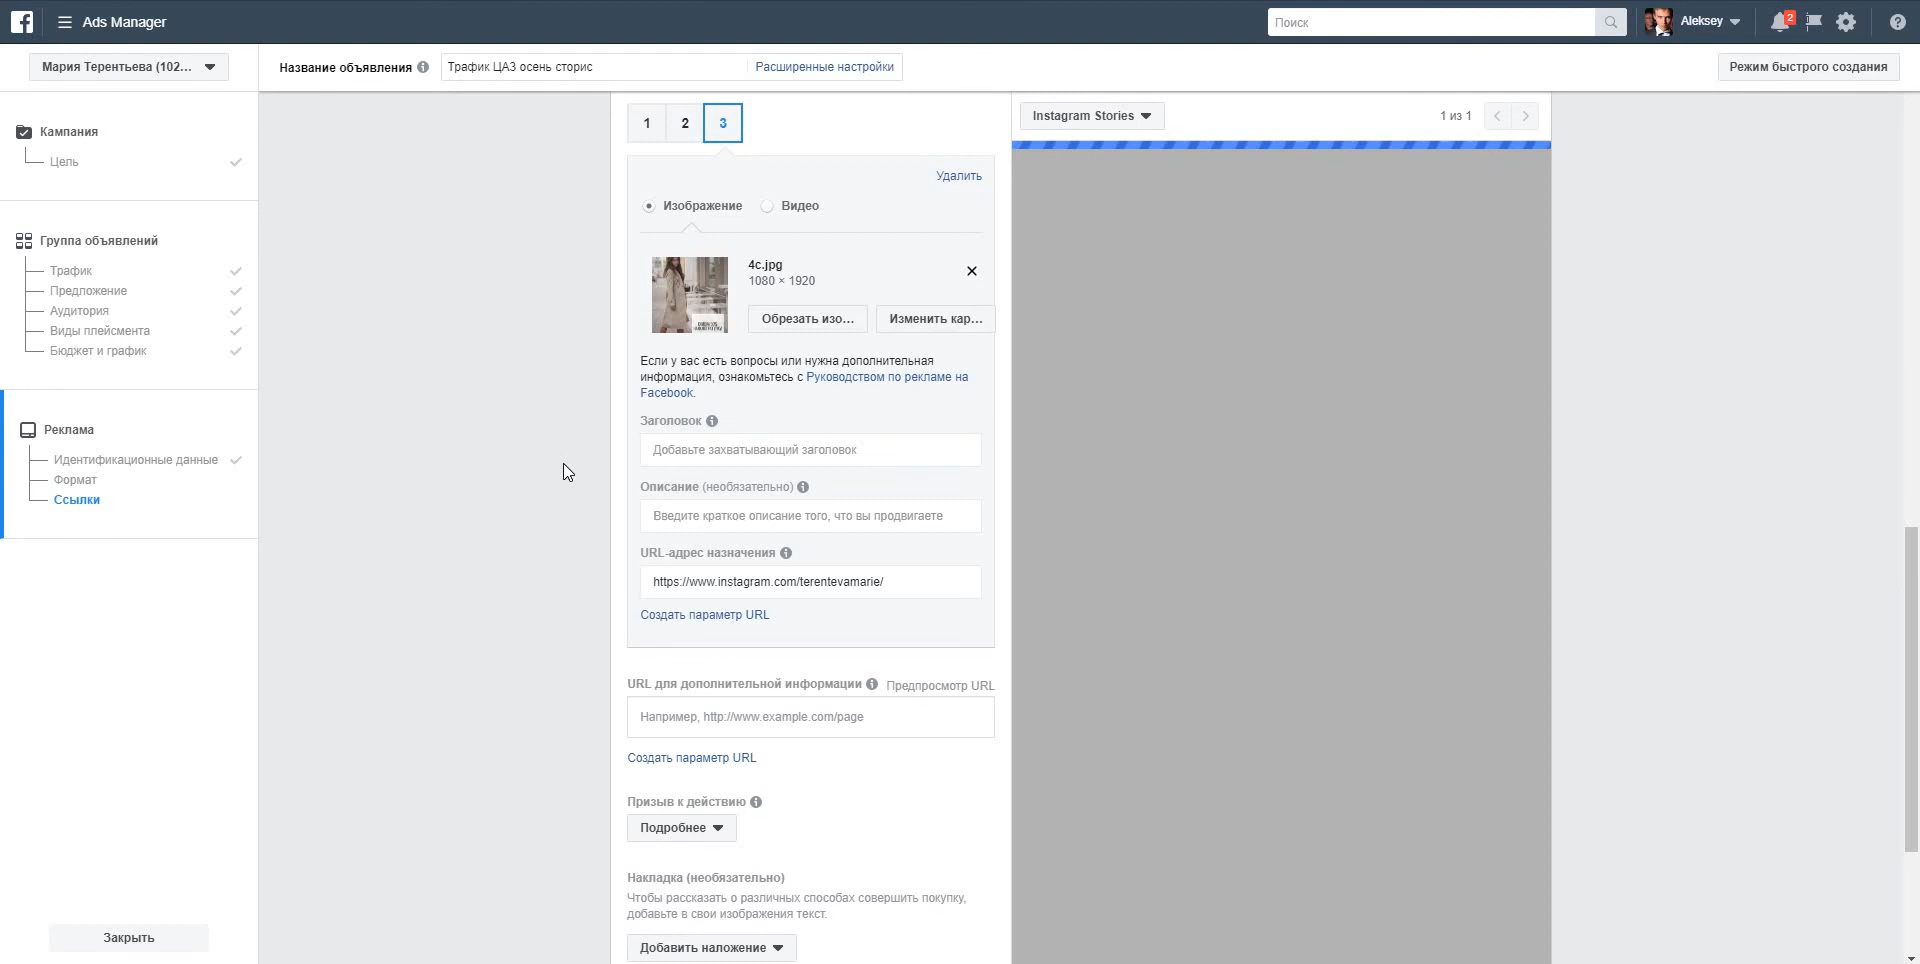 Ads Manager
Поиск
Aleksey
2
Мария Терентьева (102...
Название объявления
Трафик ЦА3 осень сторис
Расширенные настройки
Режим быстрого создания
Кампания
Цель
Группа объявлений
Трафик
Предложение
Аудитория
Виды плейсмента
Бюджет и график
Реклама
Идентификационные данные
Формат
Ссылки
Закрыть
1 2 3
Удалить
Изображение
Видео
4c.jpg
1080 × 1920
Обрезать изо...
Изменить кар...
Если у вас есть вопросы или нужна дополнительная
информация, ознакомьтесь с Руководством по рекламе на
Facebook.
Заголовок
Добавьте захватывающий заголовок
Описание (необязательно)
Введите краткое описание того, что вы продвигаете
URL-адрес назначения
https://www.instagram.com/terentevamarie/
Создать параметр URL
URL для дополнительной информации
Предпросмотр URL
Например, http://www.example.com/page
Создать параметр URL
Призыв к действию
Подробнее
Накладка (необязательно)
Чтобы рассказать о различных способах совершить покупку,
добавьте в свои изображения текст.
Добавить наложение
Instagram Stories
1 из 1